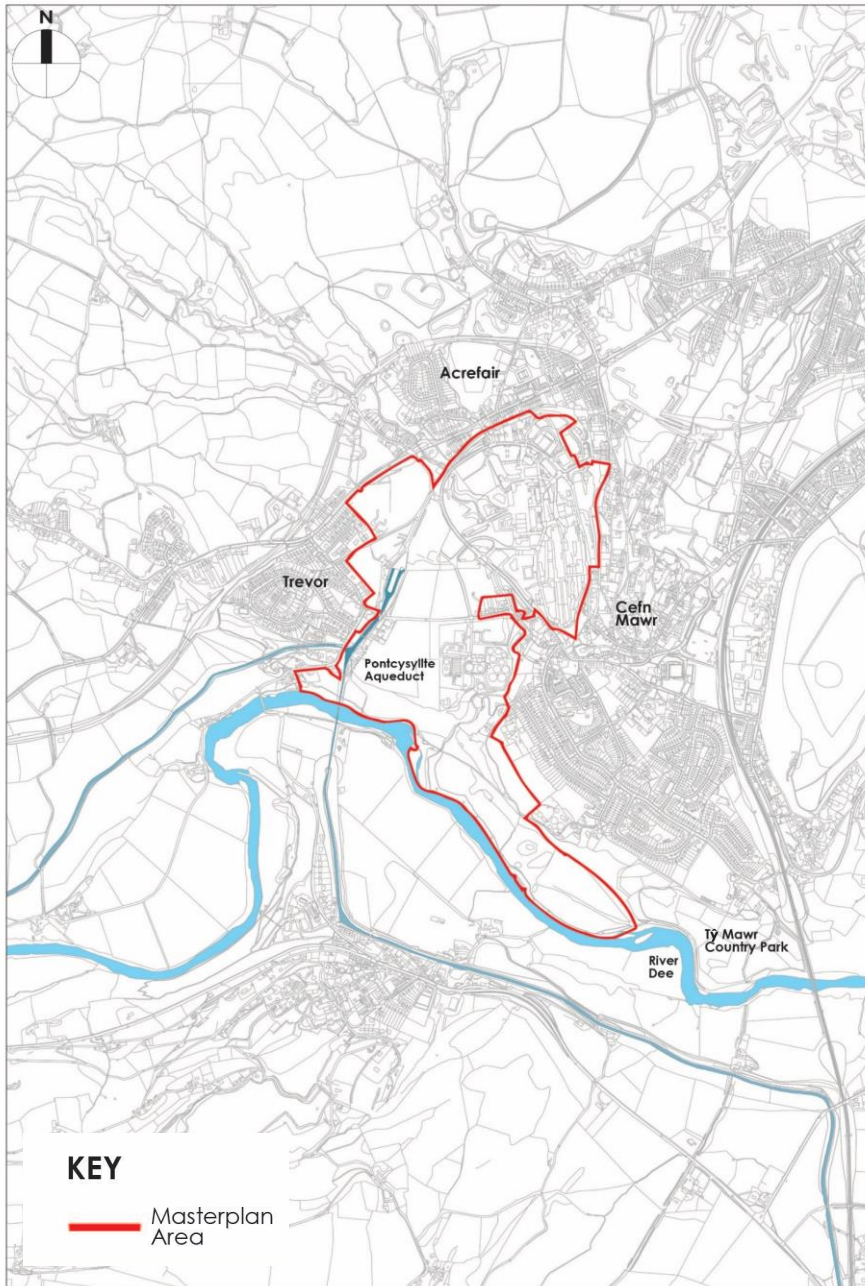 N
Acrefair
Trevor
Cefn
Mawr
Pontcysyllte
Aqueduct
Tŷ Mawr
Country Park
River
Dee
KEY
Masterplan
Area